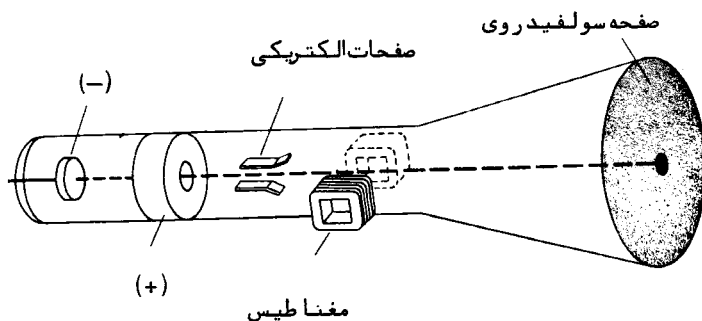 صفحه سولفید روی
صفحات الکتریکی
(−)
(+)
مغناطیس